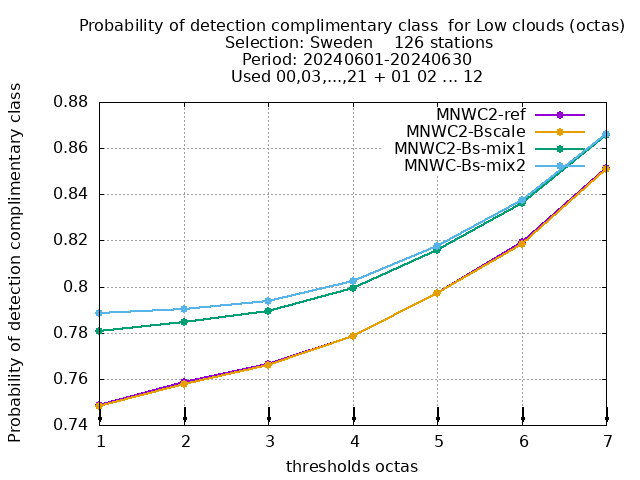 Probability of detection complimentary class  for Low clouds (octas)
Selection: Sweden    126 stations
Period: 20240601-20240630
Used 00,03,...,21 + 01 02 ... 12
Probability of detection complimentary class
0.88
0.86
0.84
0.82
0.8
0.78
0.76
0.74
MNWC2-ref
MNWC2-Bscale
MNWC2-Bs-mix1
MNWC-Bs-mix2
1 2 3 4 5 6 7
thresholds octas